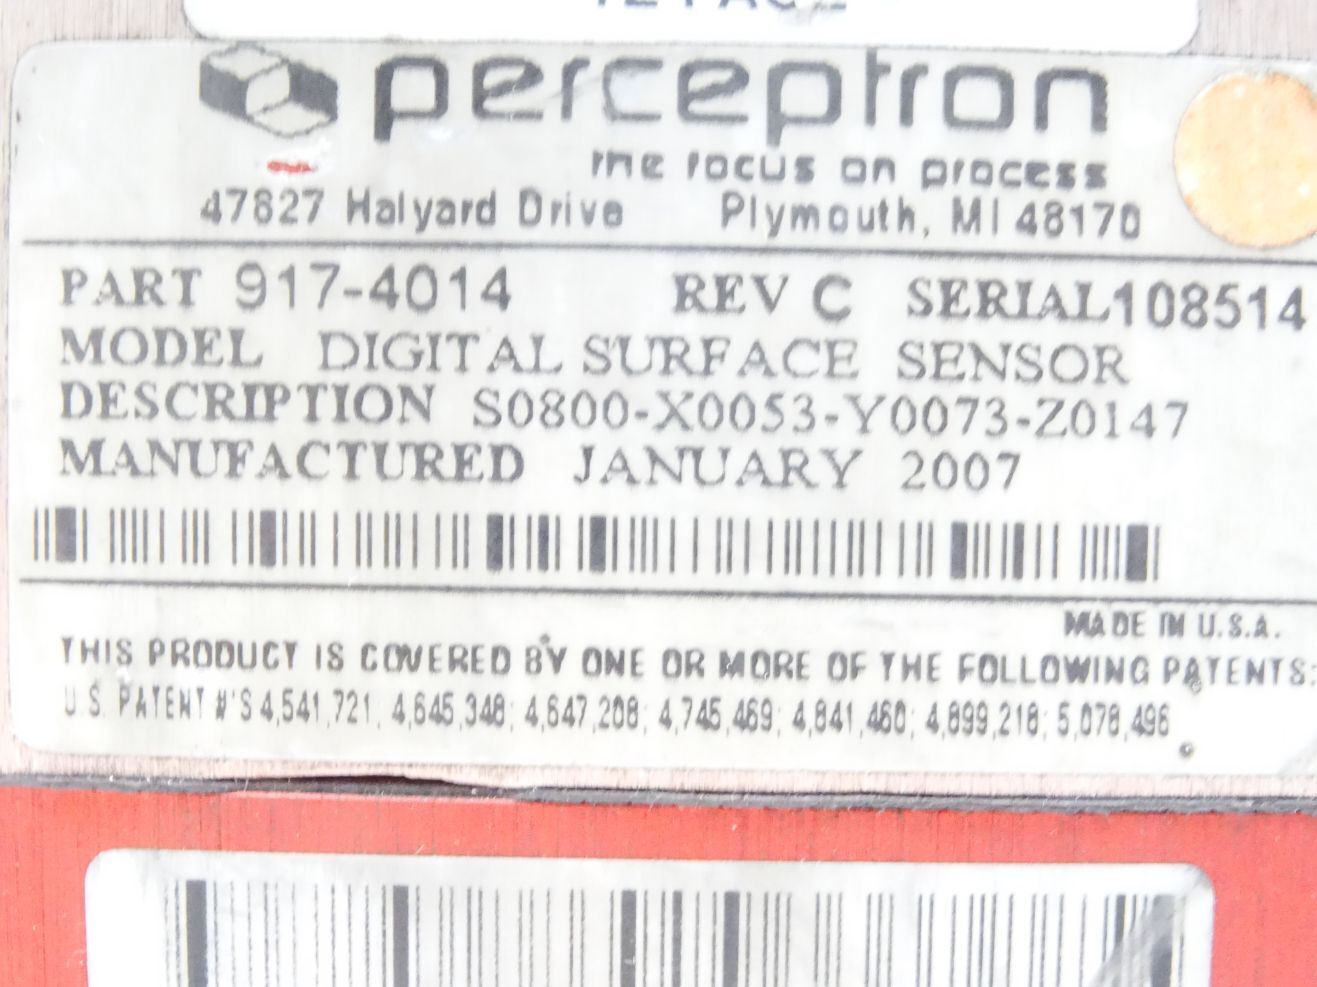 perceptron
the focus on process
47827 Halyard Drive Plymouth, MI 48170
PART 917-4014 REV C SERIAL108514
MODEL DIGITAL SURFACE SENSOR
DESCRIPTION S0800-X0053-Y0073-Z0147
MANUFACTURED JANUARY 2007
MADE IN U.S.A.
THIS PRODUCT IS COVERED BY ONE OR MORE OF THE FOLLOWING PATENTS:
U.S. PATENT #'S 4,541,721; 4,645,348; 4,647,208; 4,745,469; 4,841,460; 4,899,218; 5,078,496